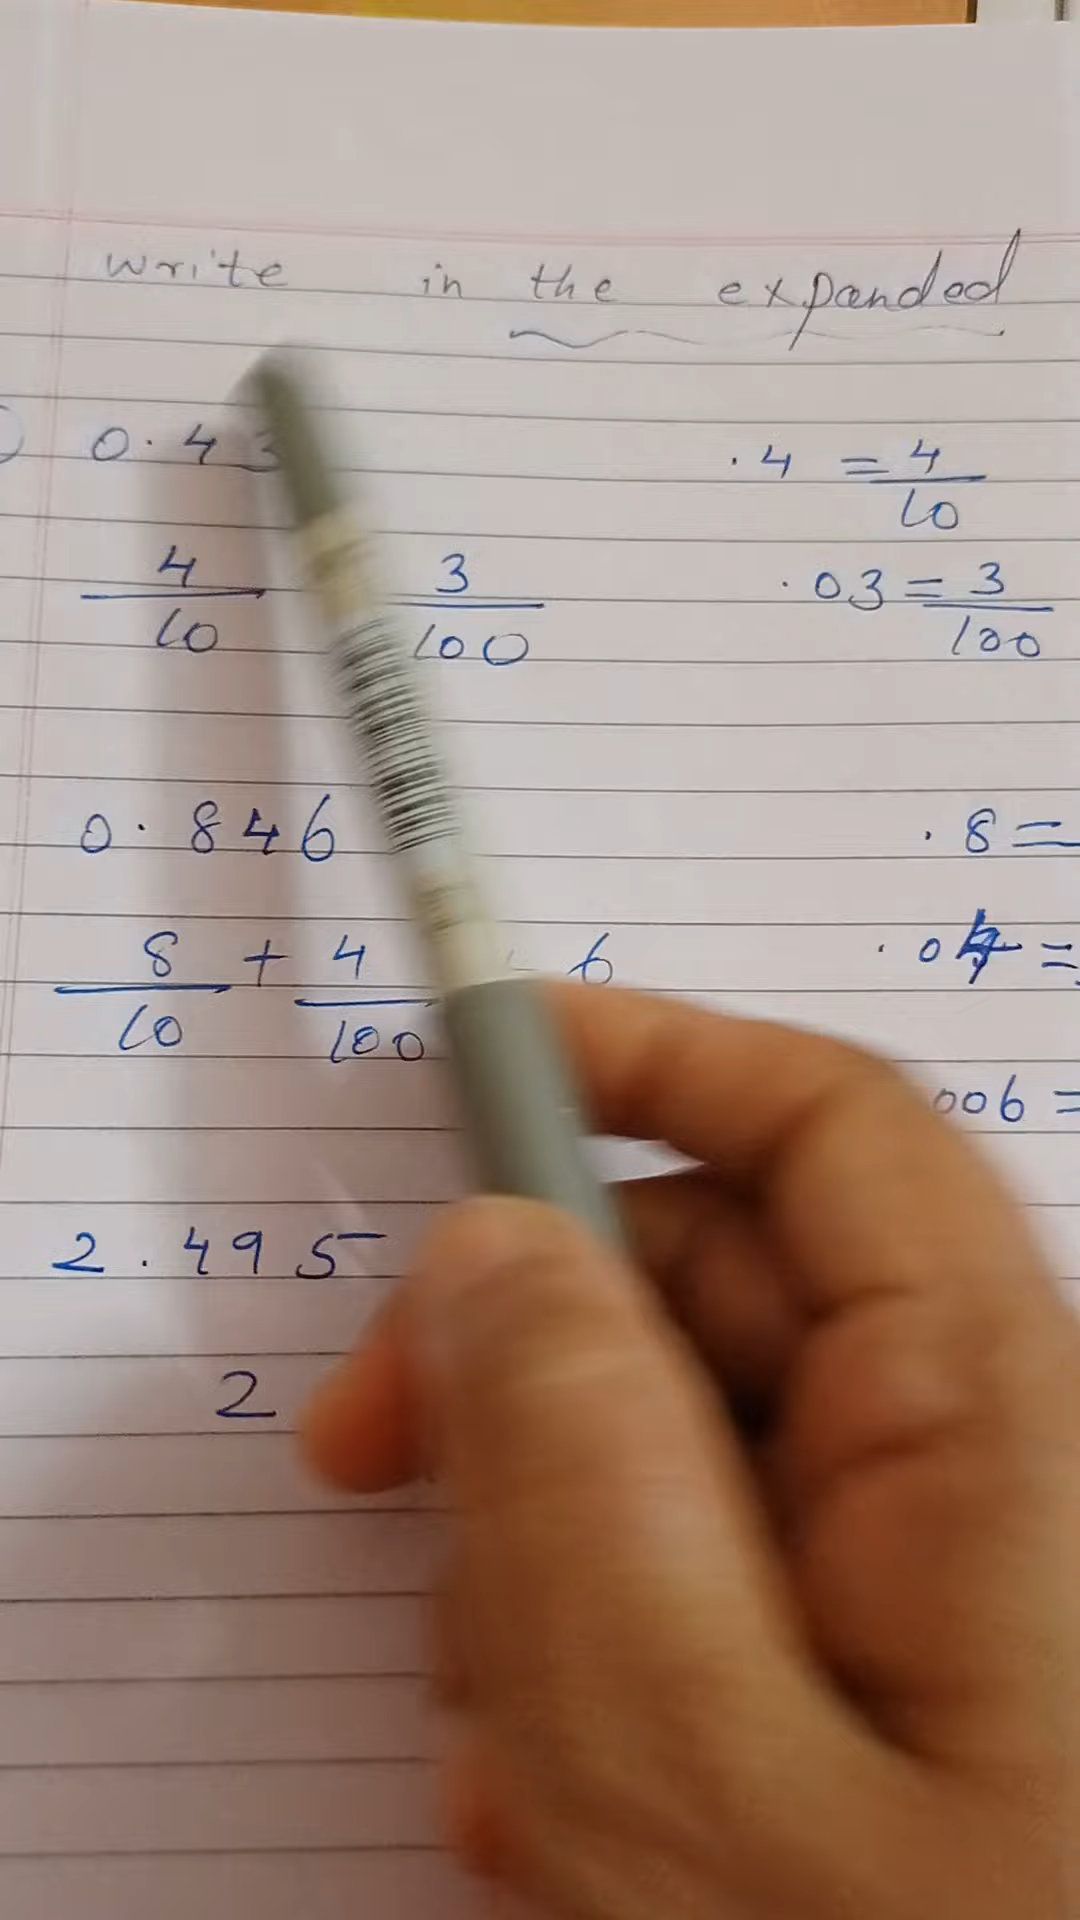 write in the expanded
0.43 .4 = 4/10
4/10 3/100 .03 = 3/100
0.846 .8 =
8/10 + 4/100 6 .04 =
006 =
2.495
2